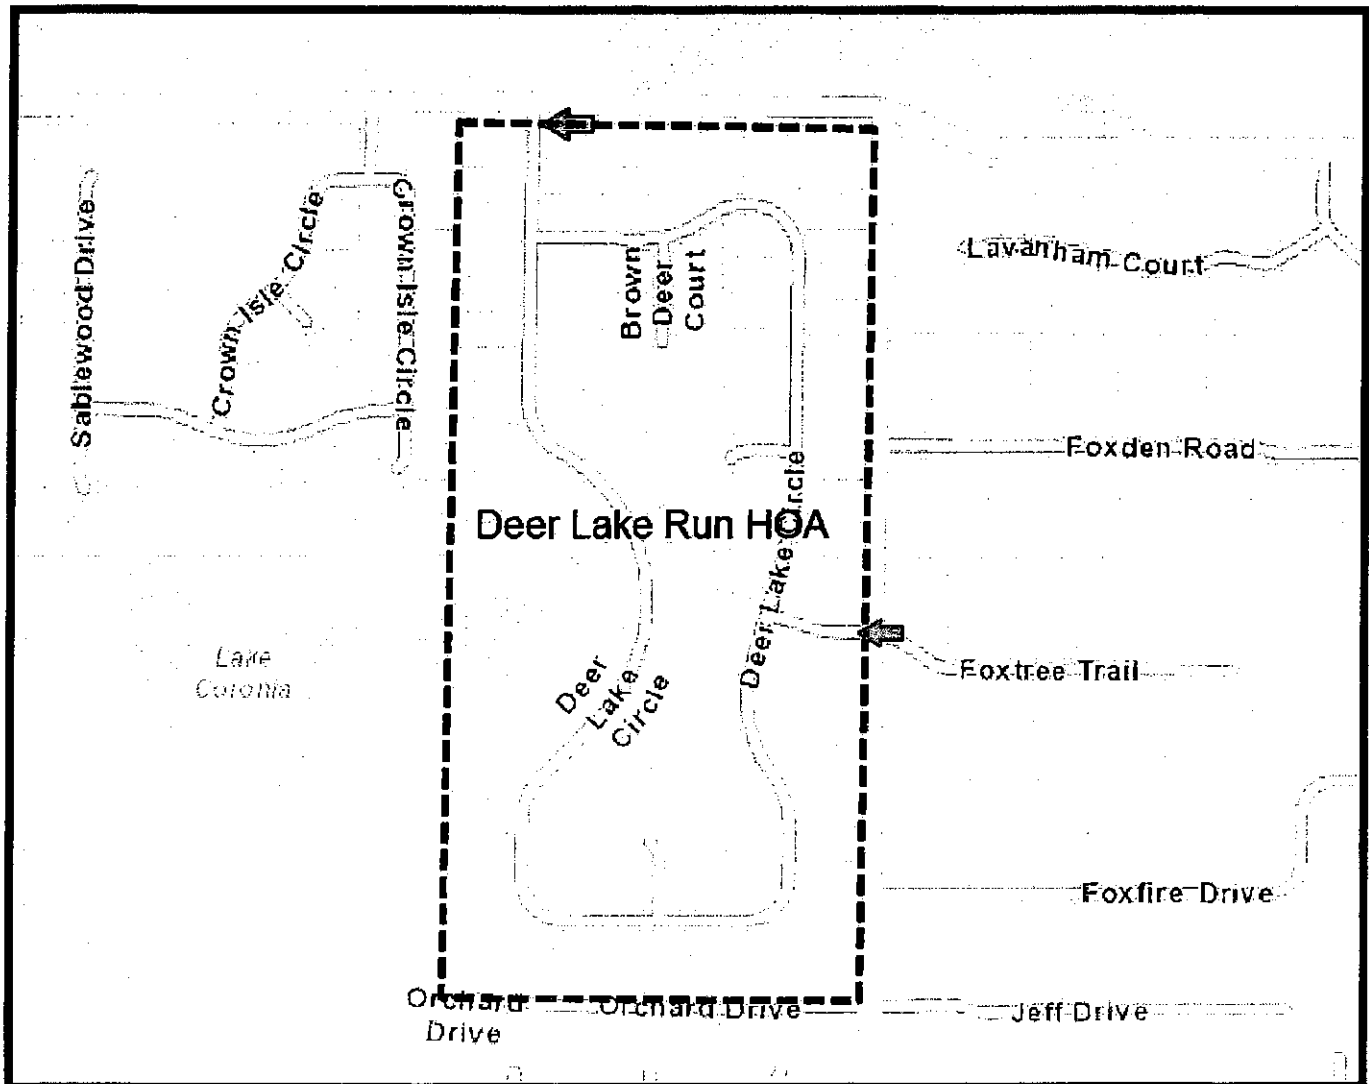 Sablewood Drive
Crown Isle Circle
Crown Isle Circle
Brown
Deer
Court
Lavanham Court
Foxden Road
Deer Lake Run HOA
Deer Lake Circle
Deer
Lake
Circle
Lake
Colonia
Foxtree Trail
Foxfire Drive
Orchard
Drive
Orchard Drive
Jeff Drive